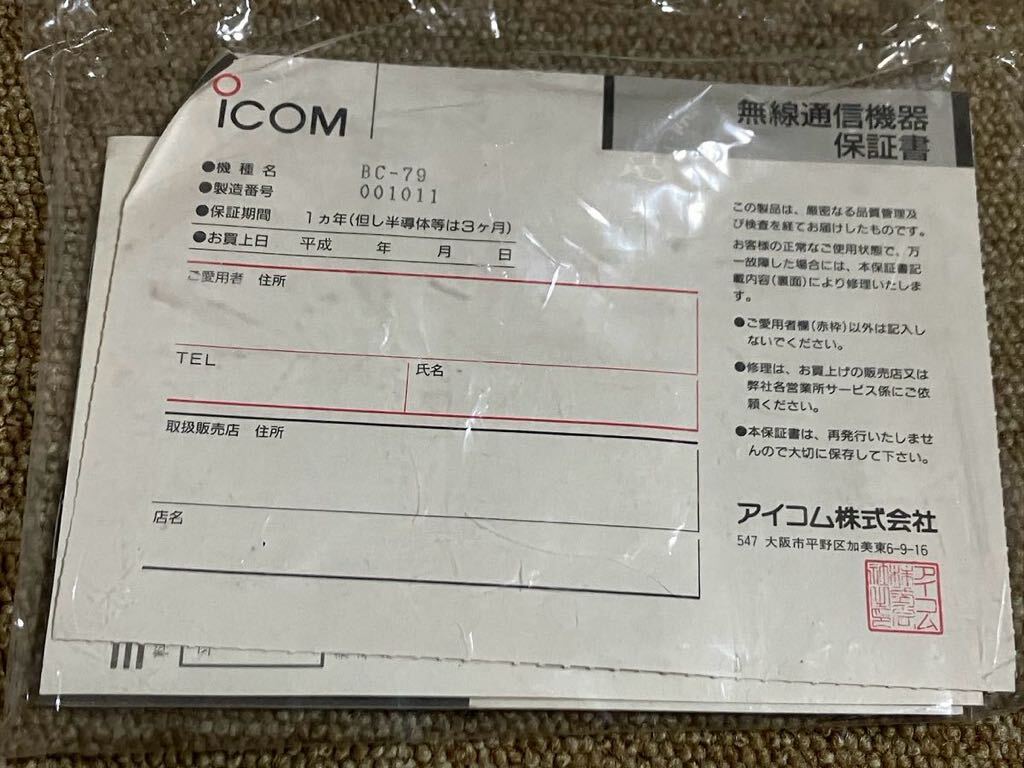 ICOM
無線通信機器
保証書
●機種名 BC-79
●製造番号 001011
●保証期間 1ヵ年(但し半導体等は3ヶ月)
●お買上日 平成 年 月 日
ご愛用者 住所
TEL
氏名
取扱販売店 住所
店名
この製品は、厳密なる品質管理及
び検査を経てお届けしたものです。
お客様の正常なご使用状態で、万
一故障した場合には、本保証書記
載内容(裏面)により修理いたしま
す。
●ご愛用者欄(赤枠)以外は記入し
ないでください。
●修理は、お買上げの販売店又は
弊社各営業所サービス係にご依
頼ください。
●本保証書は、再発行いたしませ
んので大切に保存して下さい。
アイコム株式会社
547 大阪市平野区加美東6-9-16
アイコム
株式会
社之印